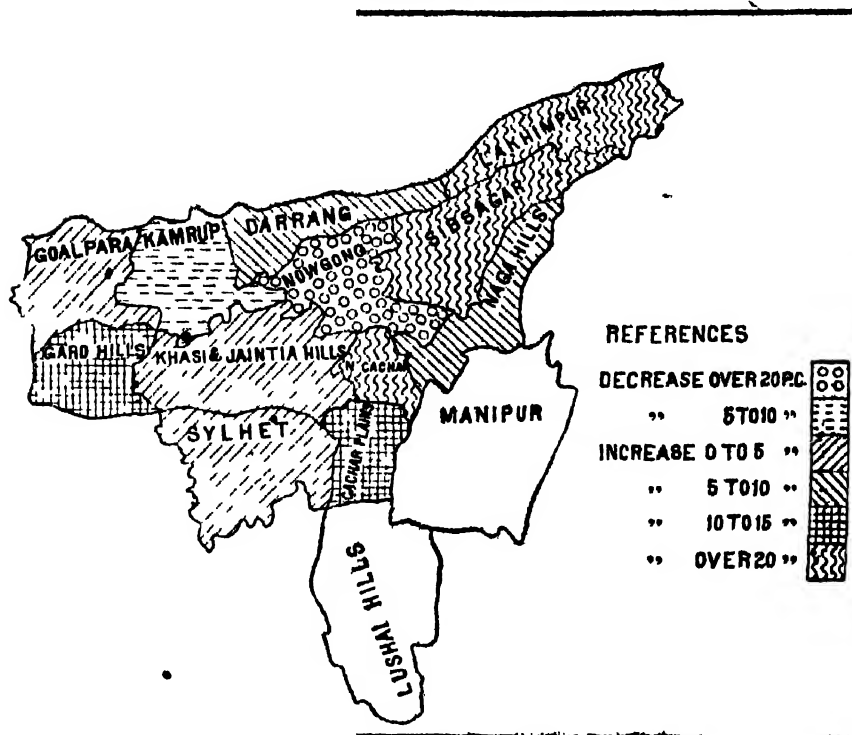 LAKHIMPUR
SIBSAGAR
DARRANG
NAGA HILLS
GOALPARA
KAMRUP
NOWGONG
GARO HILLS
KHASI & JAINTIA HILLS
N. CACHAR
MANIPUR
SYLHET
CACHAR PLAINS
LUSHAI HILLS
REFERENCES
DECREASE OVER 20 P.C.
" 5 TO 10 "
INCREASE 0 TO 5 "
" 5 TO 10 "
" 10 TO 15 "
" OVER 20 "